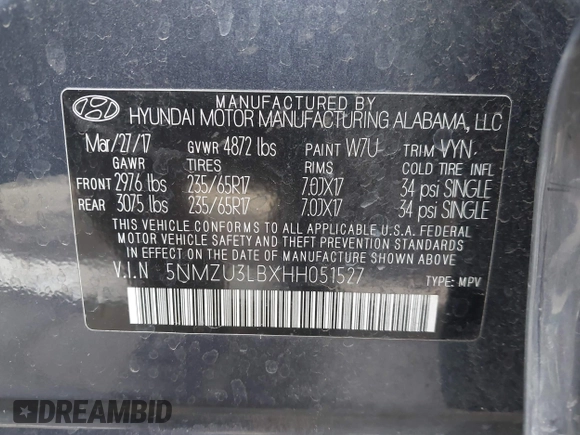 MANUFACTURED BY
HYUNDAI MOTOR MANUFACTURING ALABAMA, LLC
Mar/27/17 GVWR 4872 lbs PAINT W7U TRIM VYN
GAWR TIRES RIMS COLD TIRE INFL
FRONT 2976 lbs 235/65R17 7.0JX17 34 psi SINGLE
REAR 3075 lbs 235/65R17 7.0JX17 34 psi SINGLE
THIS VEHICLE CONFORMS TO ALL APPLICABLE U.S.A. FEDERAL
MOTOR VEHICLE SAFETY, BUMPER, AND THEFT
PREVENTION STANDARDS IN EFFECT ON THE DATE OF
MANUFACTURE SHOWN ABOVE.
V.I.N 5NMZU3LBXHH051527
TYPE: MPV
DREAMBID